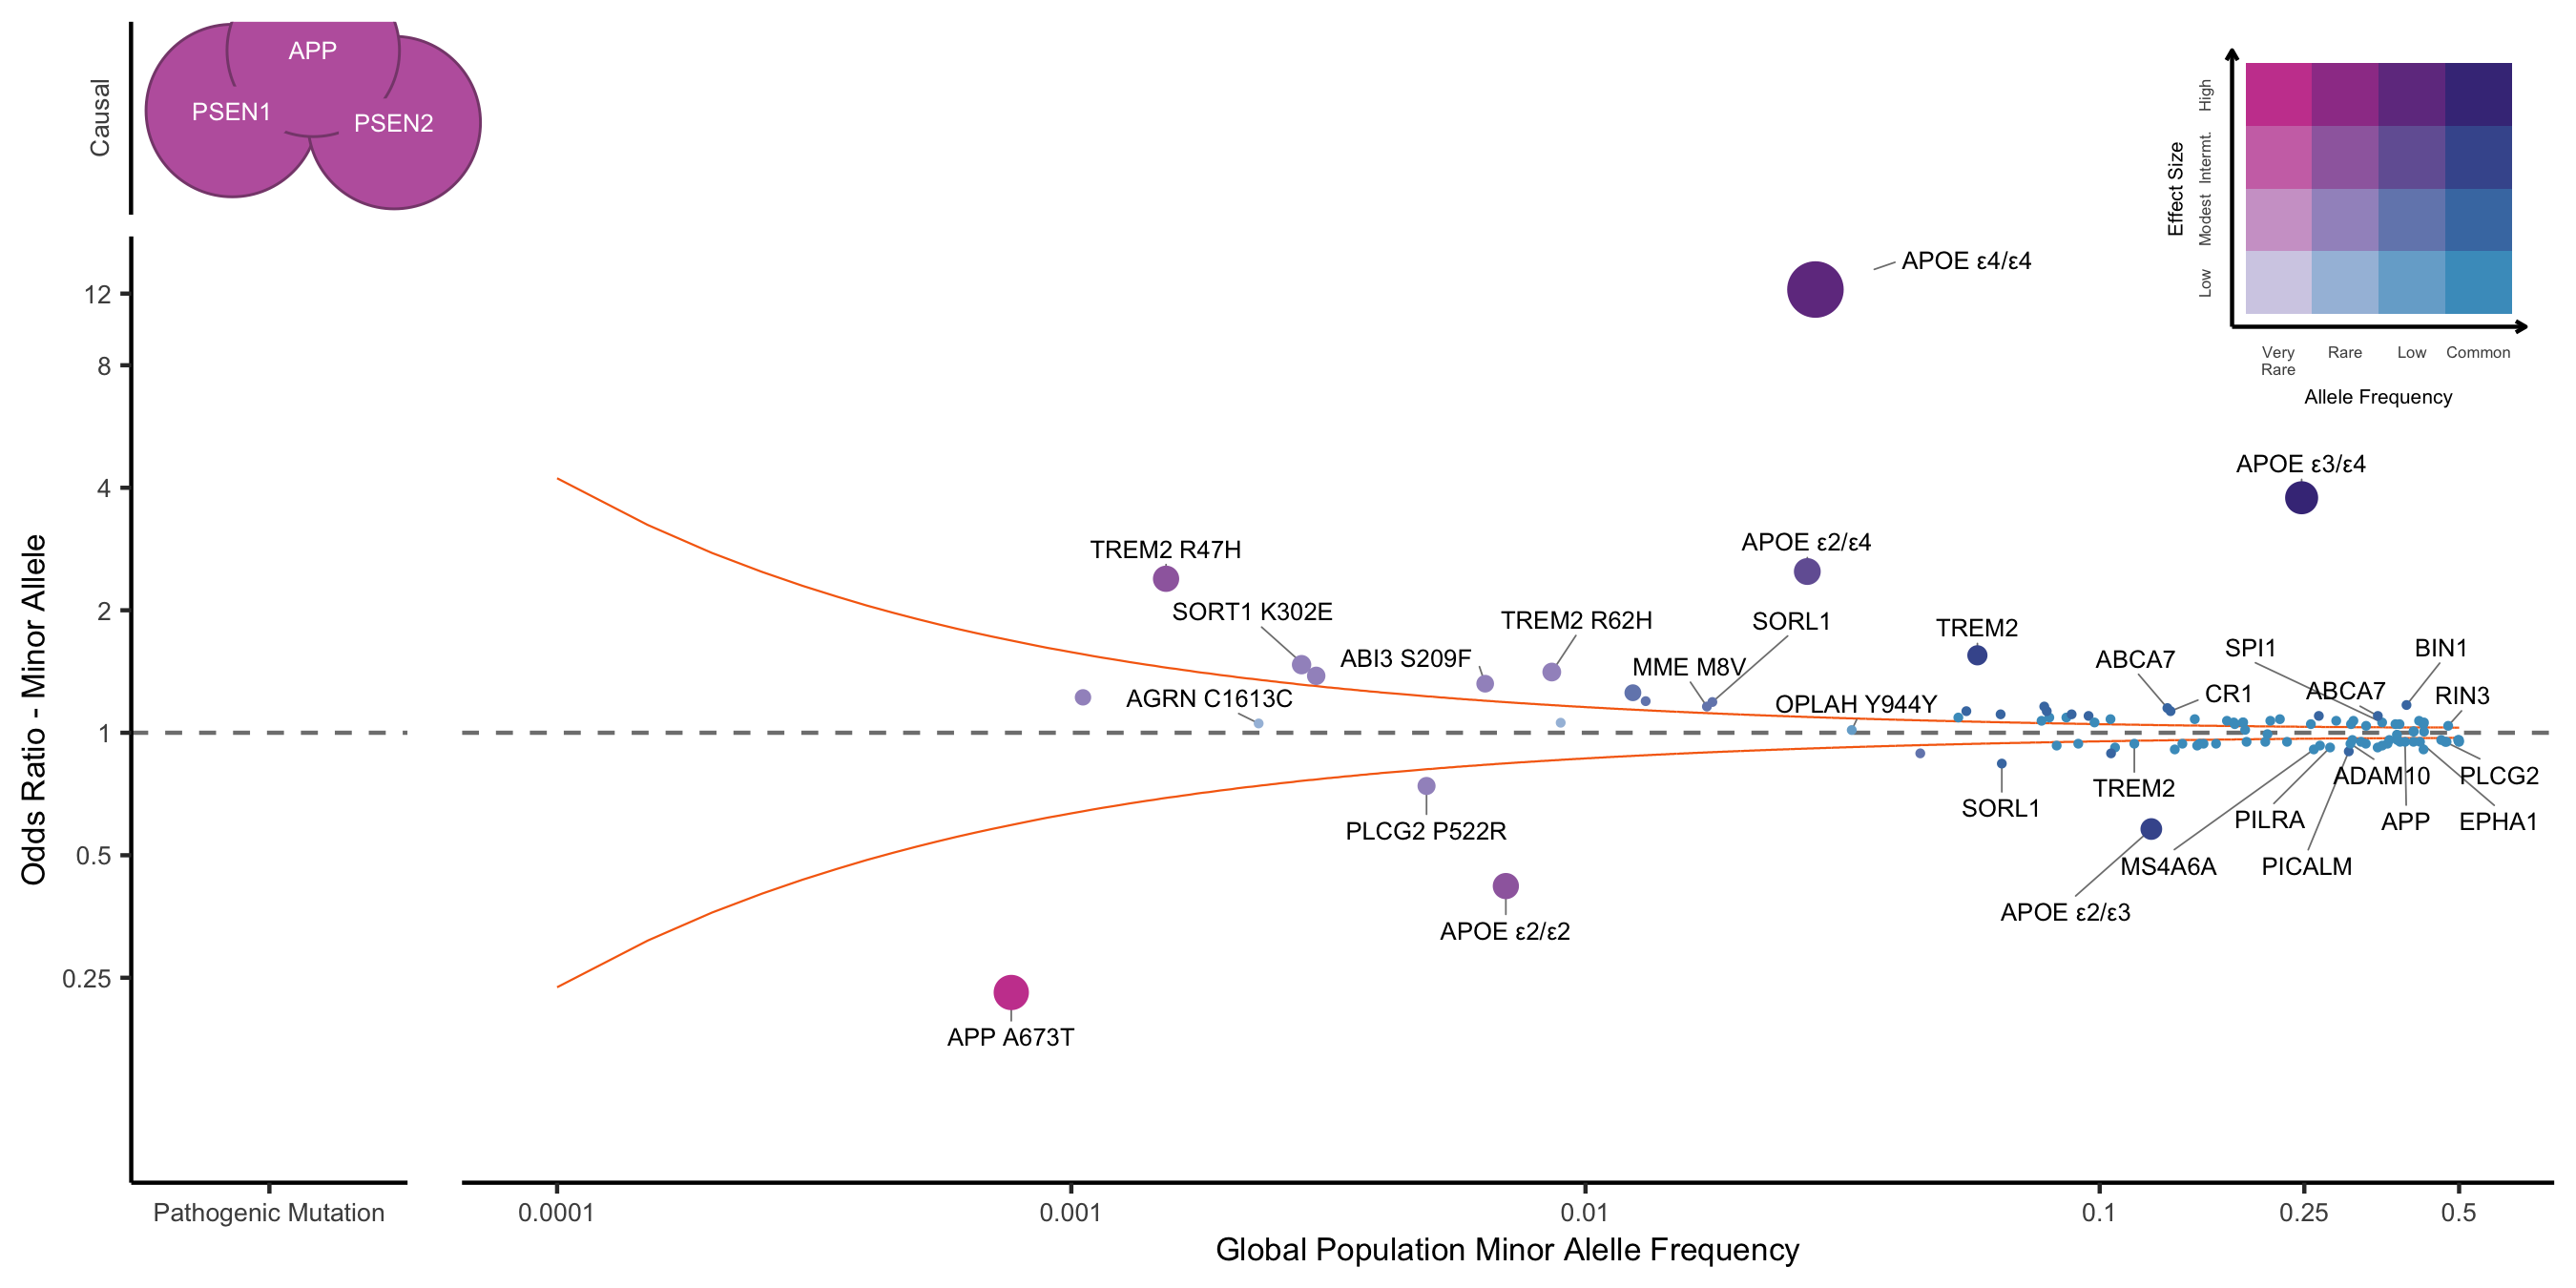 Causal
APP
PSEN1
PSEN2
Effect Size
High
Intermt.
Modest
Low
Very
Rare
Rare
Low
Common
Allele Frequency
Odds Ratio - Minor Allele
12
8
4
2
1
0.5
0.25
APOE ε4/ε4
APOE ε3/ε4
APOE ε2/ε4
TREM2 R47H
SORT1 K302E
TREM2 R62H
SORL1
TREM2
ABI3 S209F
MME M8V
ABCA7
SPI1
BIN1
AGRN C1613C
OPLAH Y944Y
CR1
ABCA7
RIN3
PLCG2 P522R
SORL1
TREM2
ADAM10
PLCG2
PILRA
APP
EPHA1
MS4A6A
PICALM
APOE ε2/ε3
APOE ε2/ε2
APP A673T
Pathogenic Mutation
0.0001
0.001
0.01
0.1
0.25
0.5
Global Population Minor Alelle Frequency